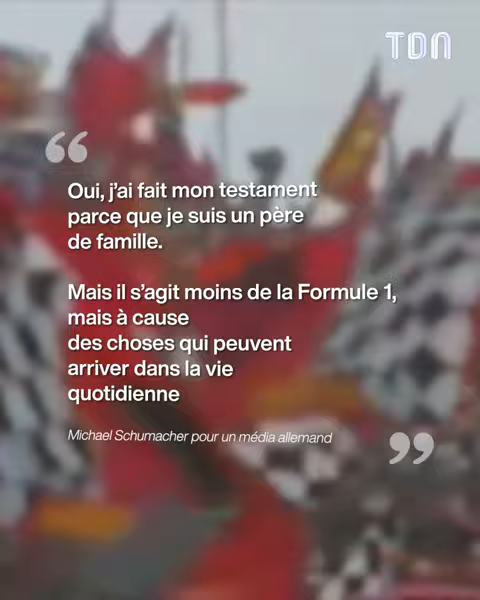 TDN
“
Oui, j’ai fait mon testament
parce que je suis un père
de famille.
Mais il s’agit moins de la Formule 1,
mais à cause
des choses qui peuvent
arriver dans la vie
quotidienne
Michael Schumacher pour un média allemand
”